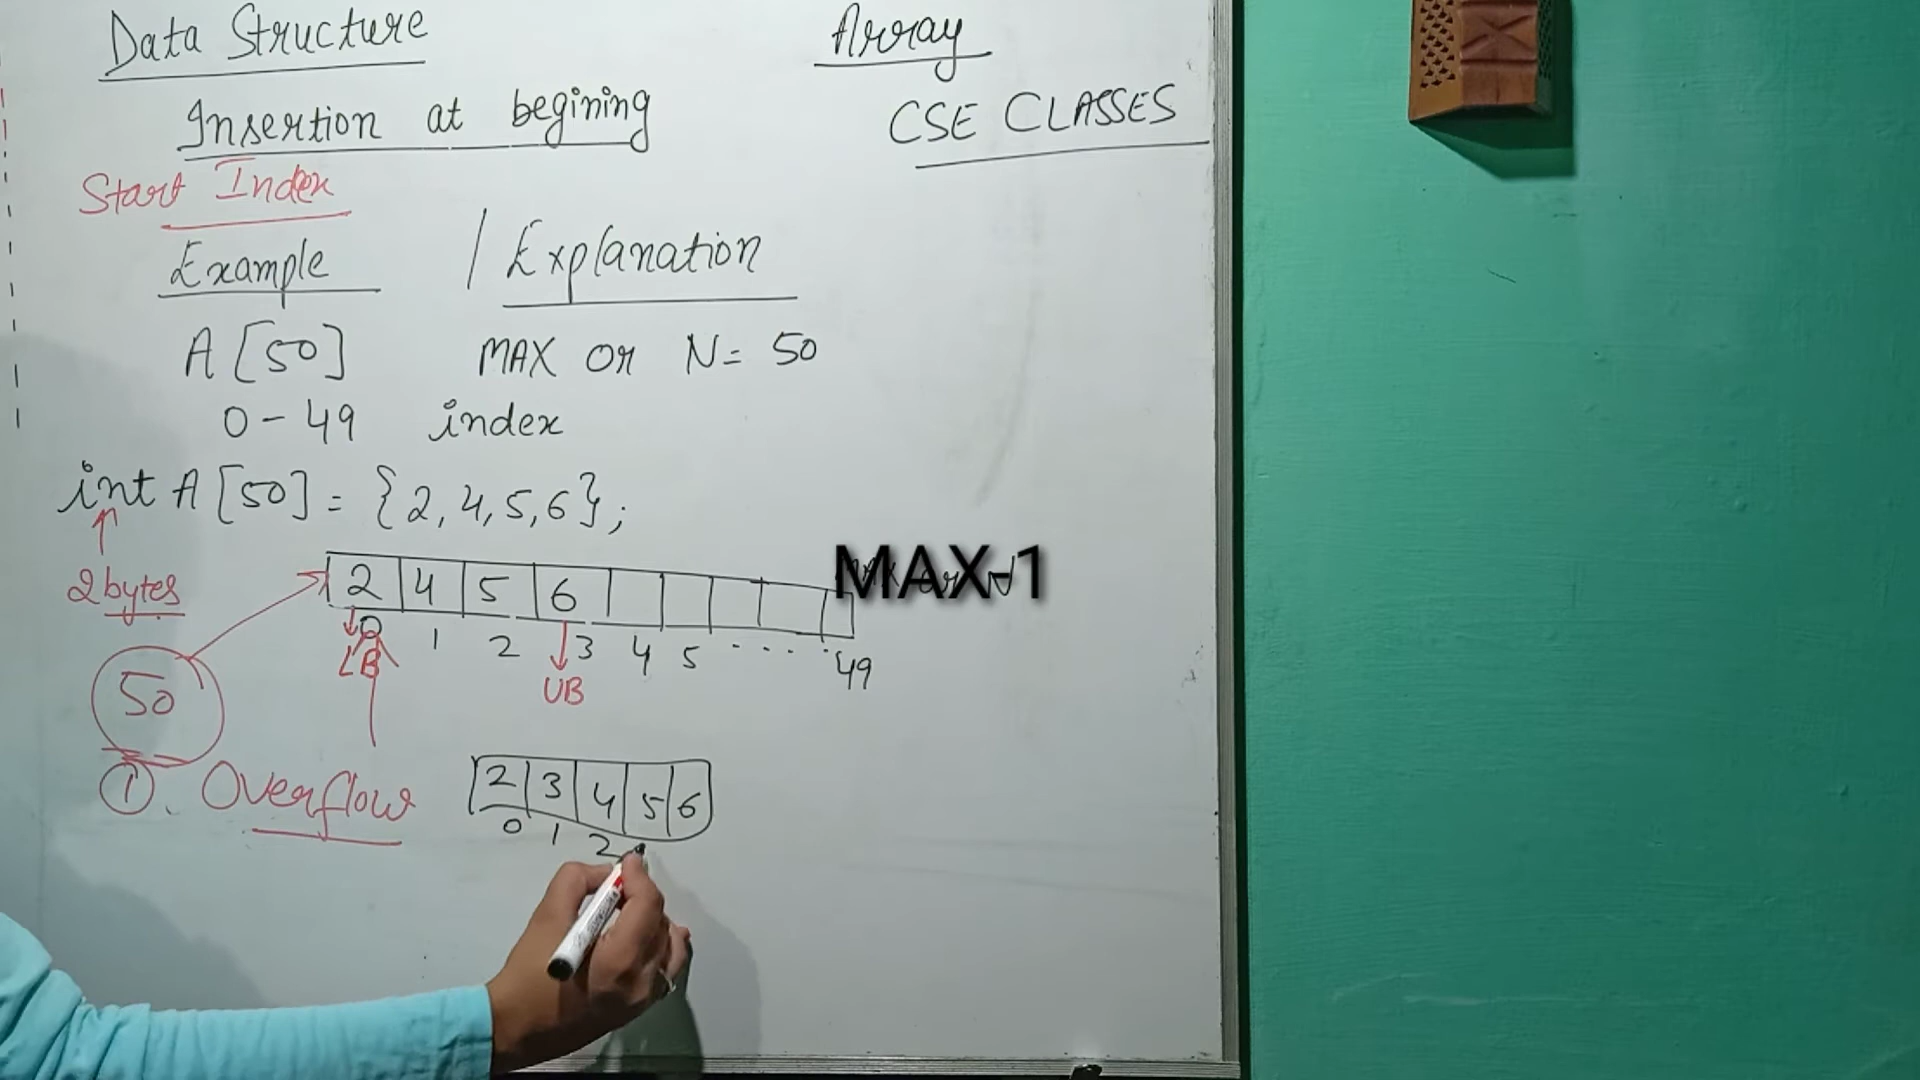 Data Structure
Array
Insertion at begining
CSE CLASSES
Start Index
Example / Explanation
A [50] MAX or N = 50
0 - 49 index
int A [50] = {2, 4, 5, 6};
2 bytes
2 4 5 6
MAX-1
0 1 2 3 4 5 .... 49
LB UB
50
① . Overflow
2 3 4 5 6
0 1 2